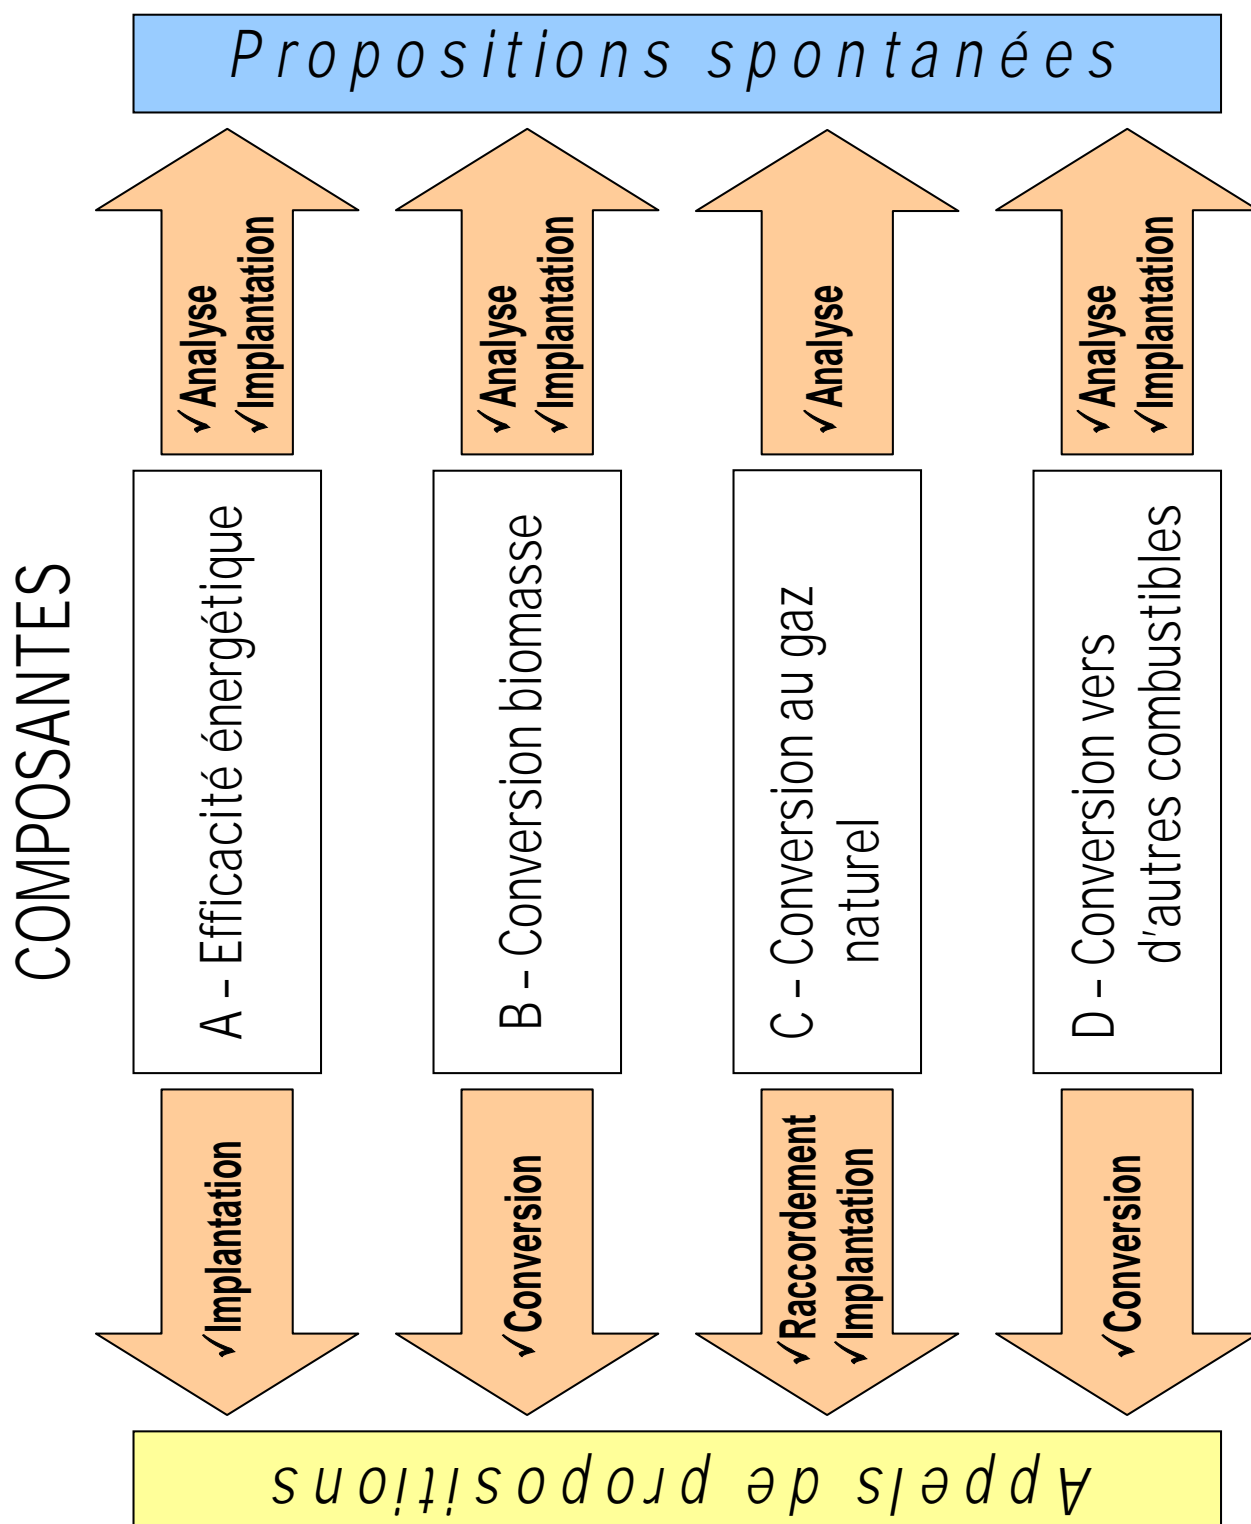 Propositions spontanées
COMPOSANTES
✓Analyse
✓Implantation
A - Efficacité énergétique
✓Implantation
✓Analyse
✓Implantation
B - Conversion biomasse
✓Conversion
✓Analyse
C - Conversion au gaz
naturel
✓Raccordement
✓Implantation
✓Analyse
✓Implantation
D - Conversion vers
d'autres combustibles
✓Conversion
Appels de propositions